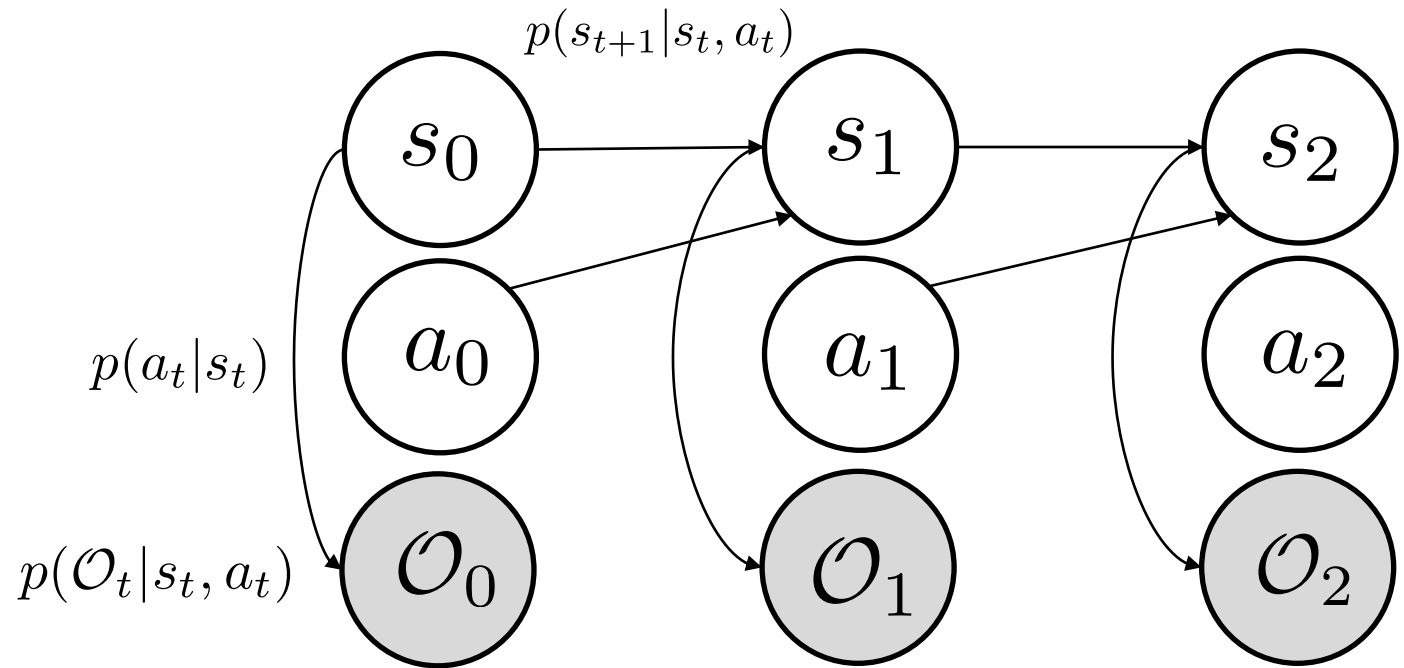 p(s_{t+1}|s_t, a_t)
s_0 s_1 s_2
a_0 a_1 a_2
p(a_t|s_t)
𝒪_0 𝒪_1 𝒪_2
p(𝒪_t|s_t, a_t)